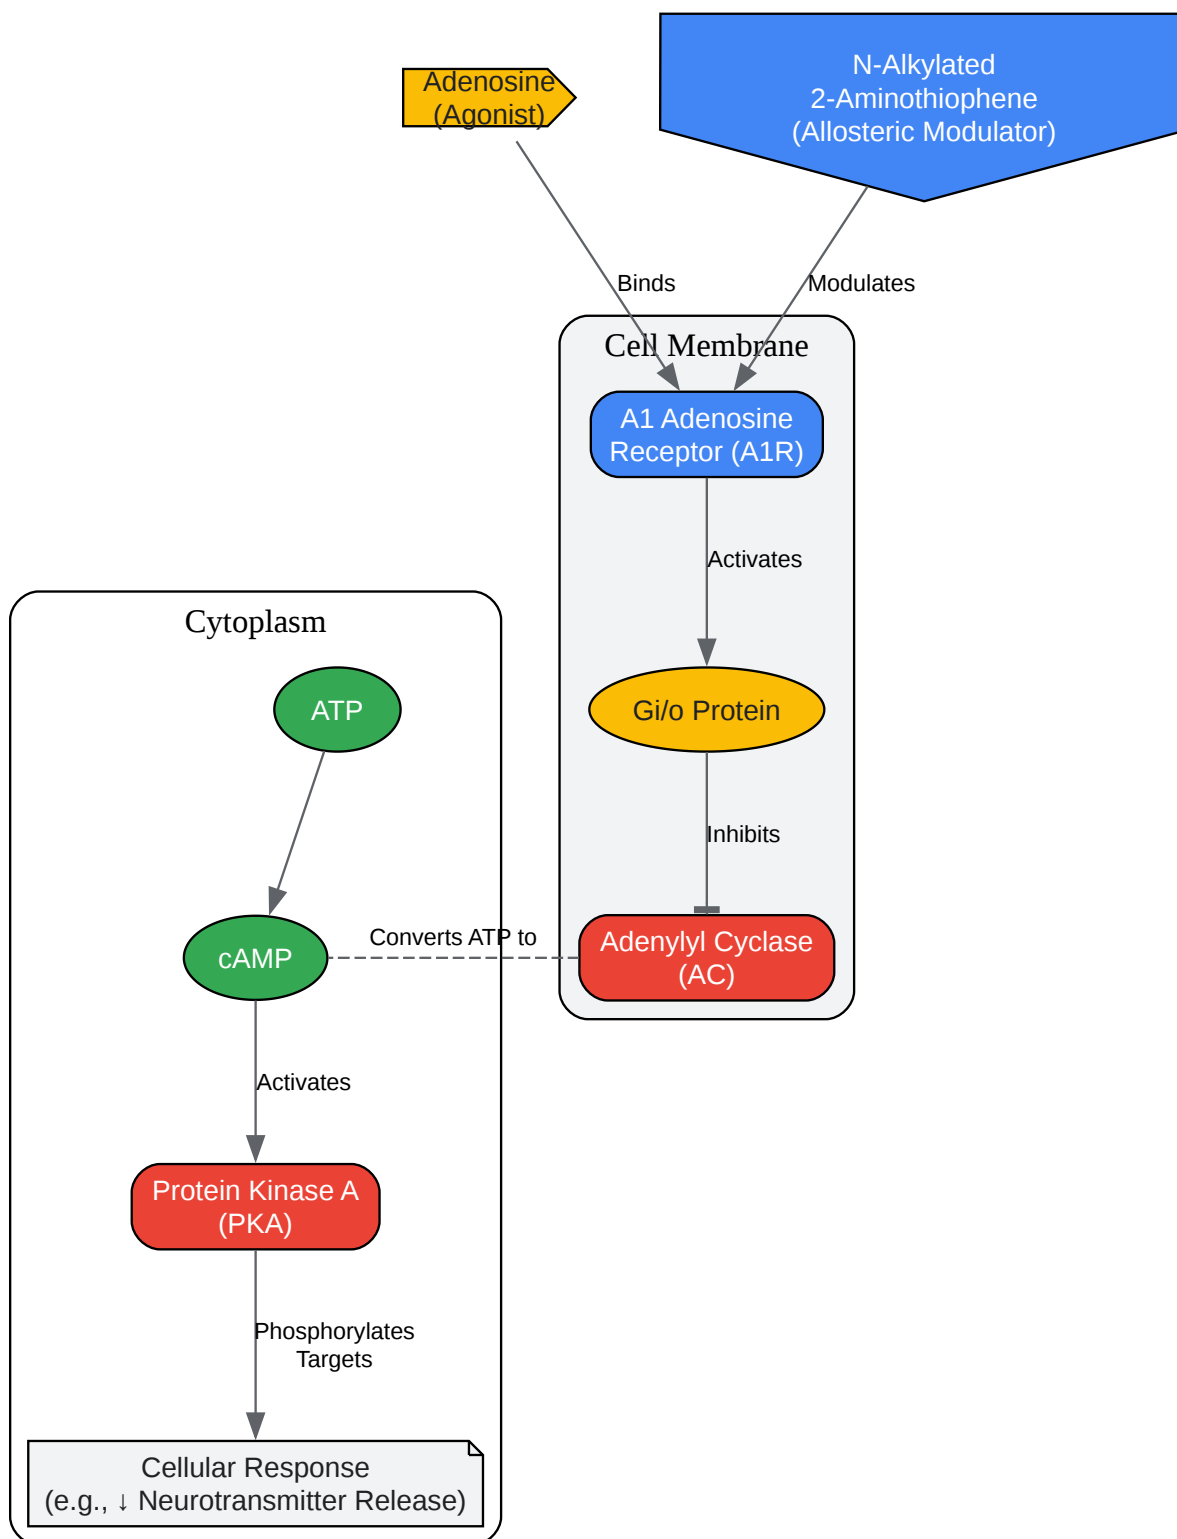 Adenosine
(Agonist)
N-Alkylated
2-Aminothiophene
(Allosteric Modulator)
Binds
Modulates
Cell Membrane
A1 Adenosine
Receptor (A1R)
Activates
Cytoplasm
ATP
Gi/o Protein
Inhibits
Converts ATP to
cAMP
Adenylyl Cyclase
(AC)
Activates
Protein Kinase A
(PKA)
Phosphorylates
Targets
Cellular Response
(e.g., ↓ Neurotransmitter Release)